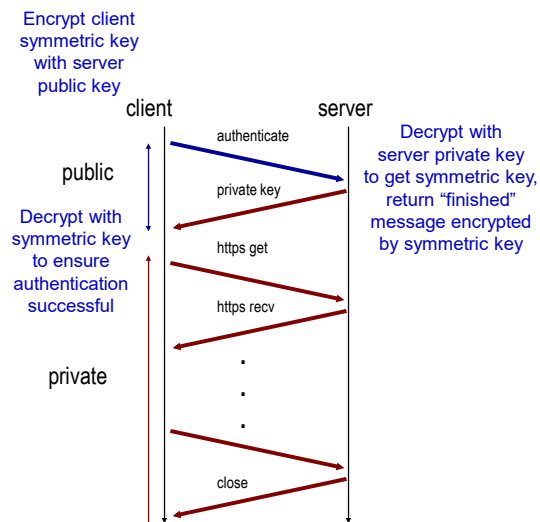 Encrypt client
symmetric key
with server
public key
client
server
authenticate
Decrypt with
server private key
to get symmetric key,
return “finished”
message encrypted
by symmetric key
public
private key
Decrypt with
symmetric key
to ensure
authentication
successful
https get
https recv
private
.
.
.
close